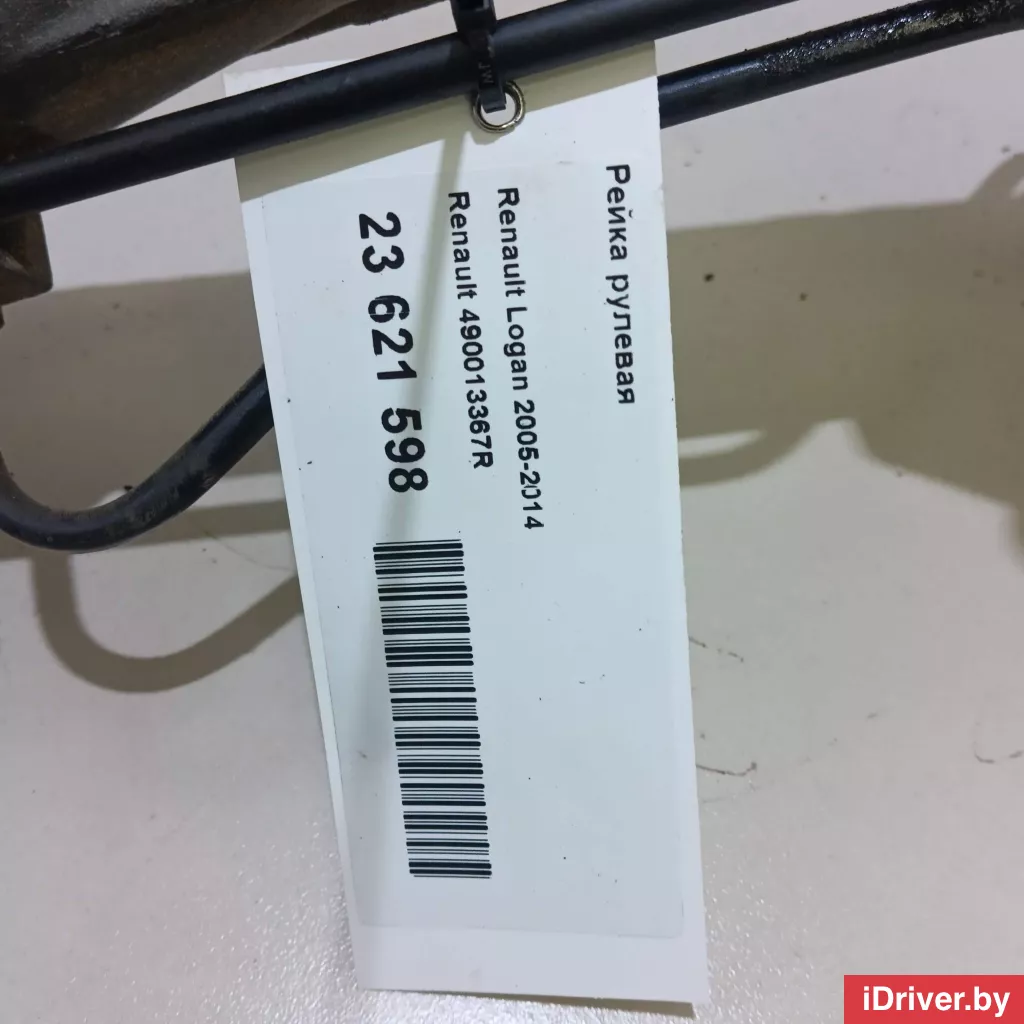 Рейка рулевая
Renault Logan 2005-2014
Renault 490013367R
23 621 598
iDriver.by